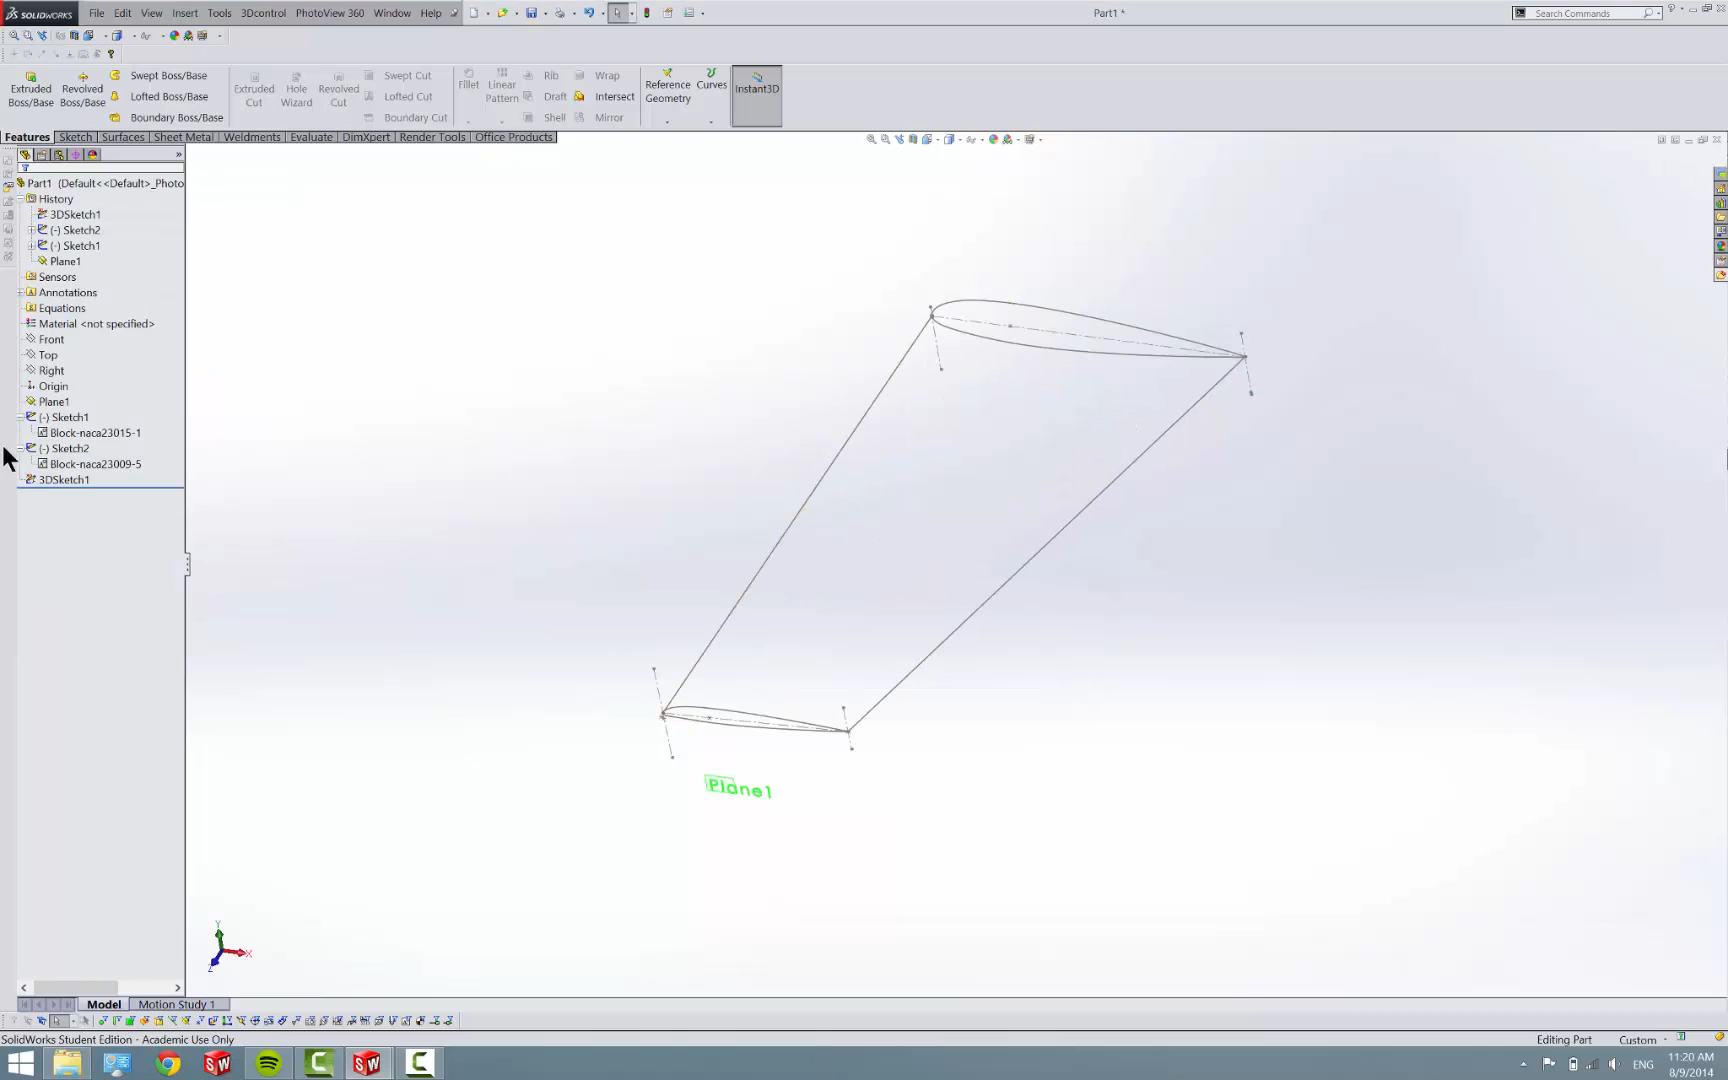 SOLIDWORKS File Edit View Insert Tools 3Dcontrol PhotoView 360 Window Help Part1 * Search Commands
Extruded Boss/Base Revolved Boss/Base Swept Boss/Base Lofted Boss/Base Boundary Boss/Base Extruded Cut Hole Wizard Revolved Cut Swept Cut Lofted Cut Boundary Cut Fillet Linear Pattern Rib Draft Shell Wrap Intersect Mirror Reference Geometry Curves Instant3D
Features Sketch Surfaces Sheet Metal Weldments Evaluate DimXpert Render Tools Office Products
Part1 (Default<<Default>_Photo
History
3DSketch1
(-) Sketch2
(-) Sketch1
Plane1
Sensors
Annotations
Equations
Material <not specified>
Front
Top
Right
Origin
Plane1
(-) Sketch1
Block-naca23015-1
(-) Sketch2
Block-naca23009-5
3DSketch1
Plane1
Y
X
Z
Model Motion Study 1
SolidWorks Student Edition - Academic Use Only Editing Part Custom
ENG 11:20 AM
8/9/2014